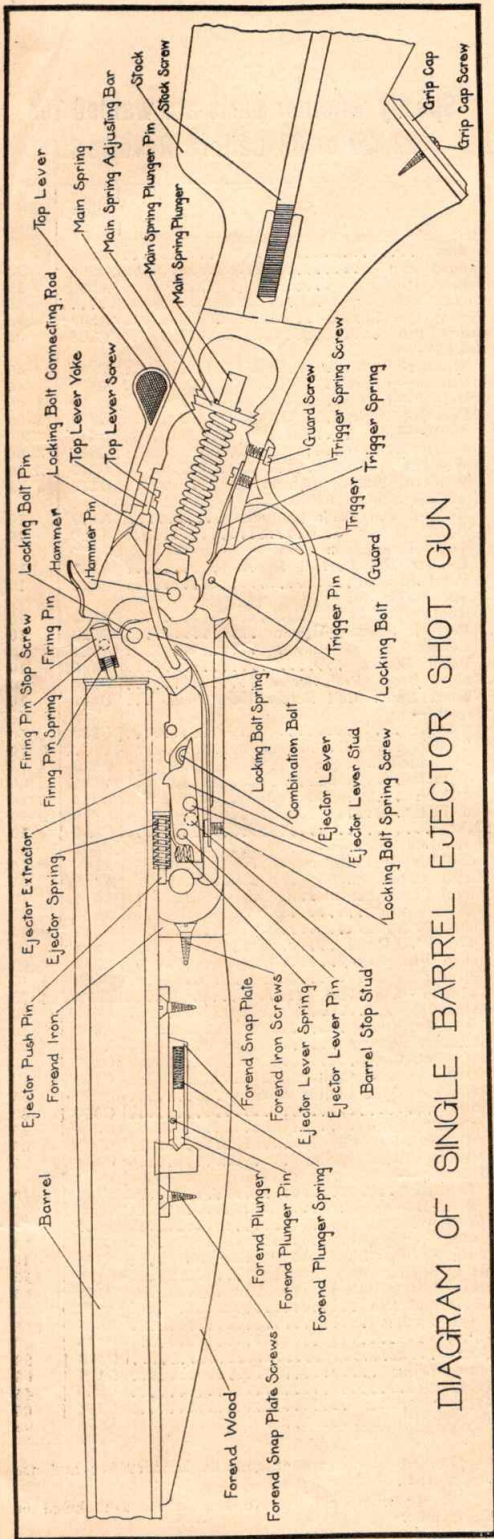 Barrel
Ejector Push Pin
Forend Iron
Ejector Extractor
Ejector Spring
Firing Pin Stop Screw
Firing Pin Spring
Firing Pin
Locking Bolt Pin
Hammer
Hammer Pin
Locking Bolt Connecting Rod
Top Lever Yoke
Top Lever Screw
Top Lever
Main Spring
Main Spring Adjusting Bar
Main Spring Plunger Pin
Main Spring Plunger
Stock
Stock Screw
Forend Wood
Forend Snap Plate Screws
Forend Plunger
Forend Plunger Pin
Forend Plunger Spring
Forend Snap Plate
Forend Iron Screws
Ejector Lever Spring
Ejector Lever Pin
Barrel Stop Stud
Locking Bolt Spring
Combination Bolt
Ejector Lever
Ejector Lever Stud
Locking Bolt Spring Screw
Locking Bolt
Trigger Pin
Guard
Trigger
Trigger Spring
Trigger Spring Screw
Guard Screw
Grip Cap
Grip Cap Screw
DIAGRAM OF SINGLE BARREL EJECTOR SHOT GUN